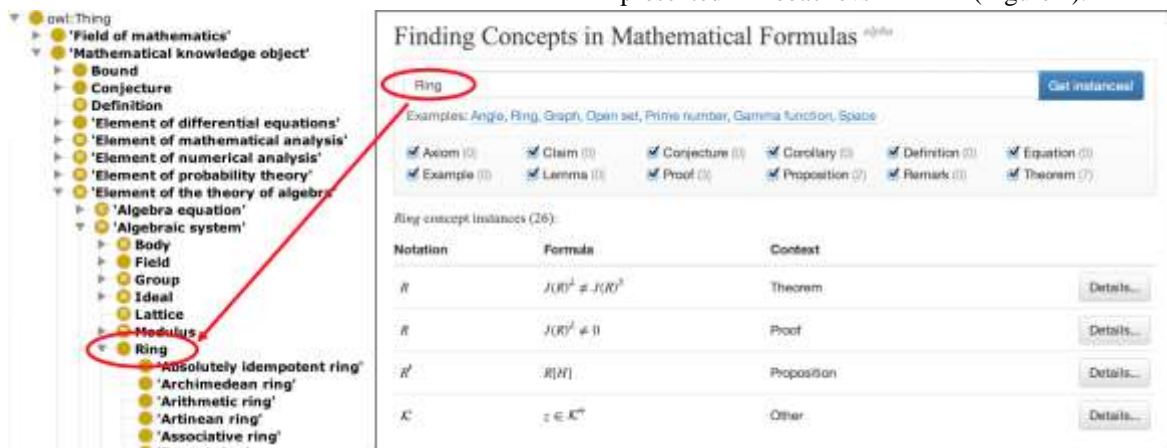 owl:Thing
'Field of mathematics'
'Mathematical knowledge object'
Bound
Conjecture
Definition
'Element of differential equations'
'Element of mathematical analysis'
'Element of numerical analysis'
'Element of probability theory'
'Element of the theory of algebra'
'Algebra equation'
'Algebraic system'
Body
Field
Group
Ideal
Lattice
Modulus
Ring
'Absolutely idempotent ring'
'Archimedean ring'
'Arithmetic ring'
'Artinean ring'
'Associative ring'
Finding Concepts in Mathematical Formulas alpha
Ring Get instances!
Examples: Angle, Ring, Graph, Open set, Prime number, Gamma function, Space
Axiom (0) Claim (0) Conjecture (0) Corollary (0) Definition (0) Equation (0)
Example (0) Lemma (0) Proof (3) Proposition (2) Remark (0) Theorem (7)
Ring concept instances (26):
Notation Formula Context
R J(R)² ≠ J(R)³ Theorem Details...
R J(R)² ≠ 0 Proof Details...
R' R[H] Proposition Details...
K Other Details...